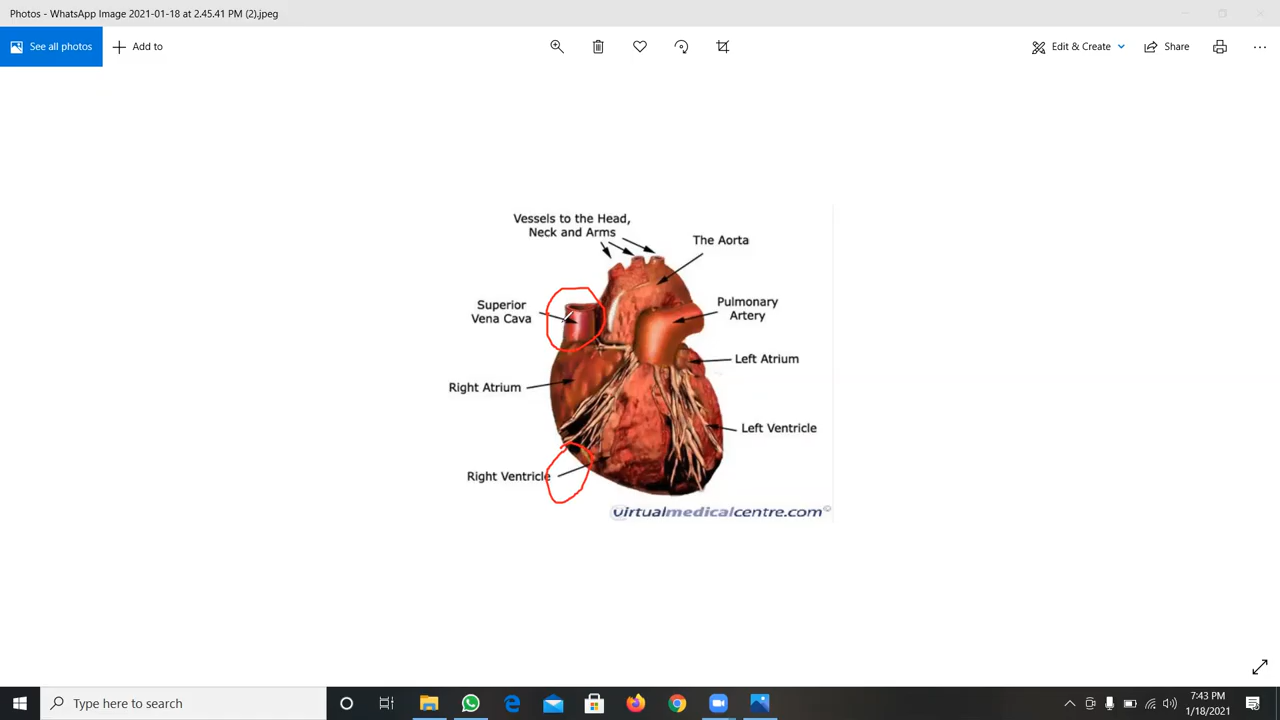 Photos - WhatsApp Image 2021-01-18 at 2.45.41 PM (2).jpeg
See all photos
Add to
Edit & Create
Share
Vessels to the Head,
Neck and Arms
The Aorta
Superior
Vena Cava
Pulmonary
Artery
Left Atrium
Right Atrium
Left Ventricle
Right Ventricle
virtualmedicalcentre.com©
Type here to search
7:43 PM
1/18/2021